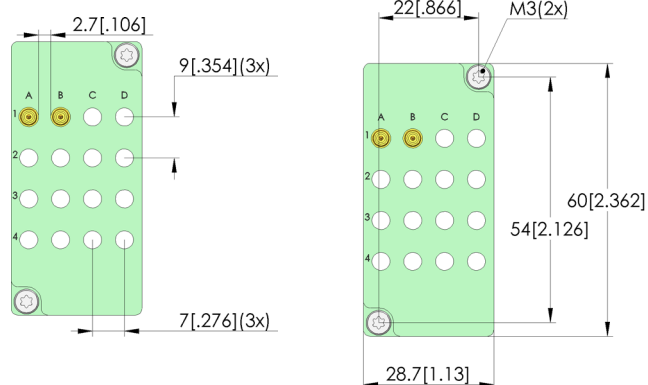 2.7[.106]
9[.354](3x)
A B C D
1
2
3
4
7[.276](3x)
22[.866]
M3(2x)
A B C D
1
2
3
4
60[2.362]
54[2.126]
28.7[1.13]